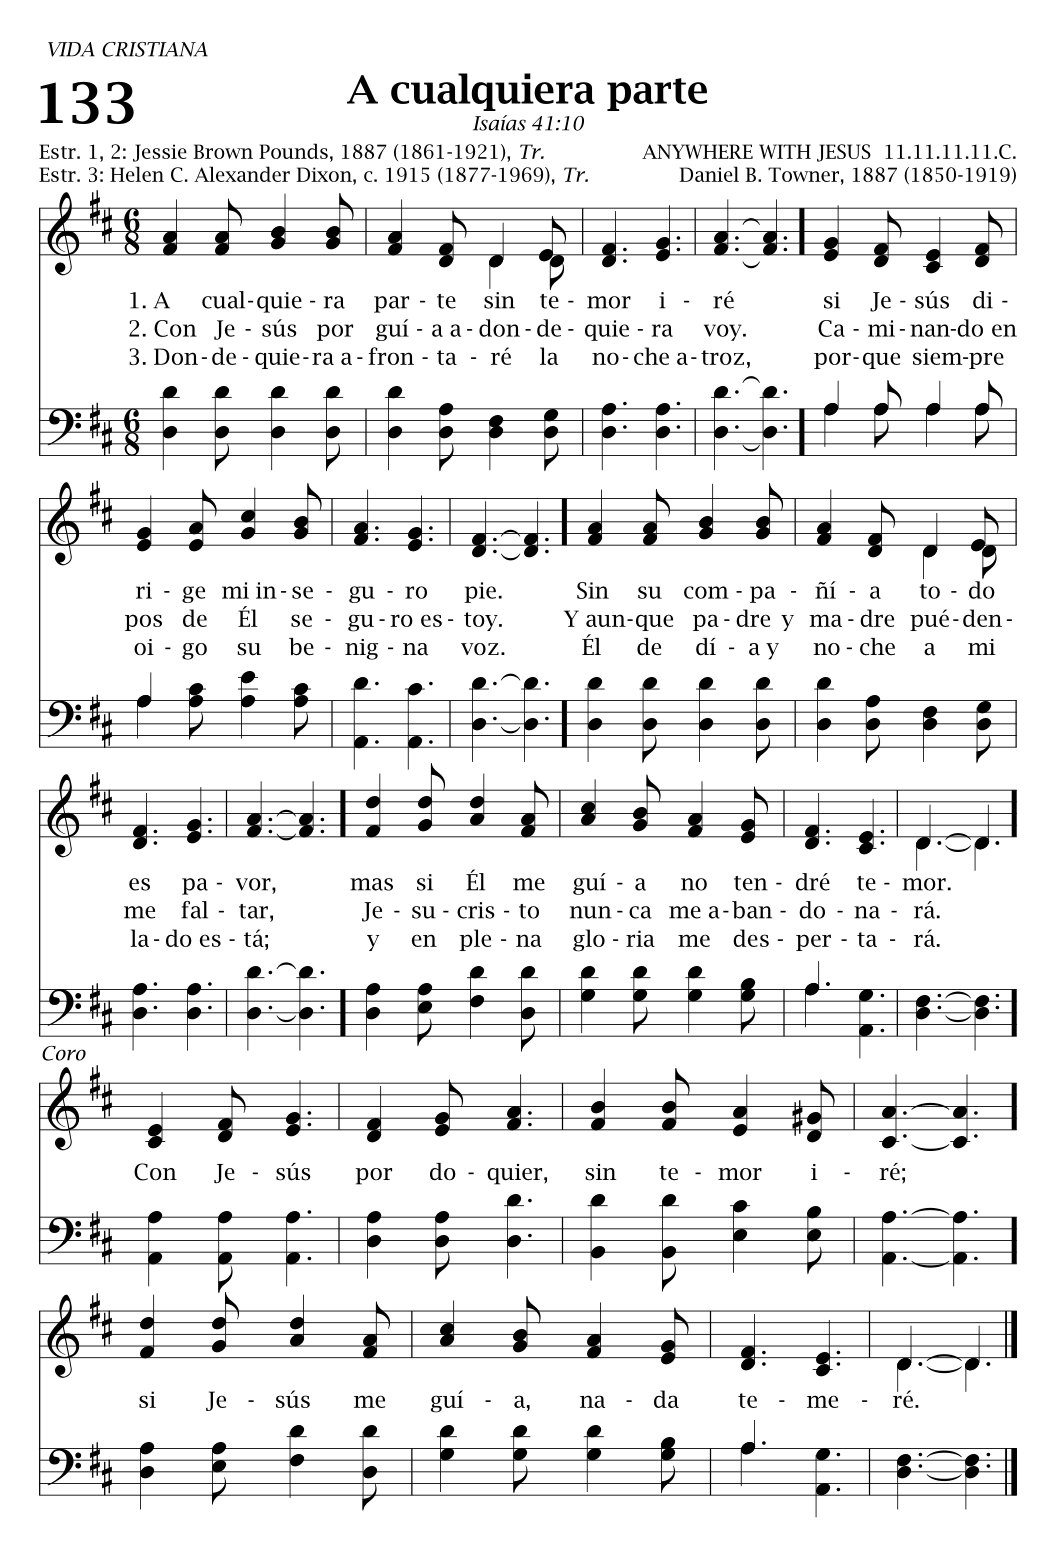 VIDA CRISTIANA
133
A cualquiera parte
Isaías 41:10
Estr. 1, 2: Jessie Brown Pounds, 1887 (1861-1921), Tr.
ANYWHERE WITH JESUS 11.11.11.11.C.
Estr. 3: Helen C. Alexander Dixon, c. 1915 (1877-1969), Tr.
Daniel B. Towner, 1887 (1850-1919)
1. A cual - quie - ra par - te sin te - mor i - ré si Je - sús di -
2. Con Je - sús por guí - a a - don - de - quie - ra voy. Ca - mi - nan - do en
3. Don - de - quie - ra a - fron - ta - ré la no - che a - troz, por - que siem - pre
ri - ge mi in - se - gu - ro pie. Sin su com - pa - ñí - a to - do
pos de Él se - gu - ro es - toy. Y aun - que pa - dre y ma - dre pué - den -
oi - go su be - nig - na voz. Él de dí - a y no - che a mi
es pa - vor, mas si Él me guí - a no ten - dré te - mor.
me fal - tar, Je - su - cris - to nun - ca me a - ban - do - na - rá.
la - do es - tá; y en ple - na glo - ria me des - per - ta - rá.
Coro
Con Je - sús por do - quier, sin te - mor i - ré;
si Je - sús me guí - a, na - da te - me - ré.